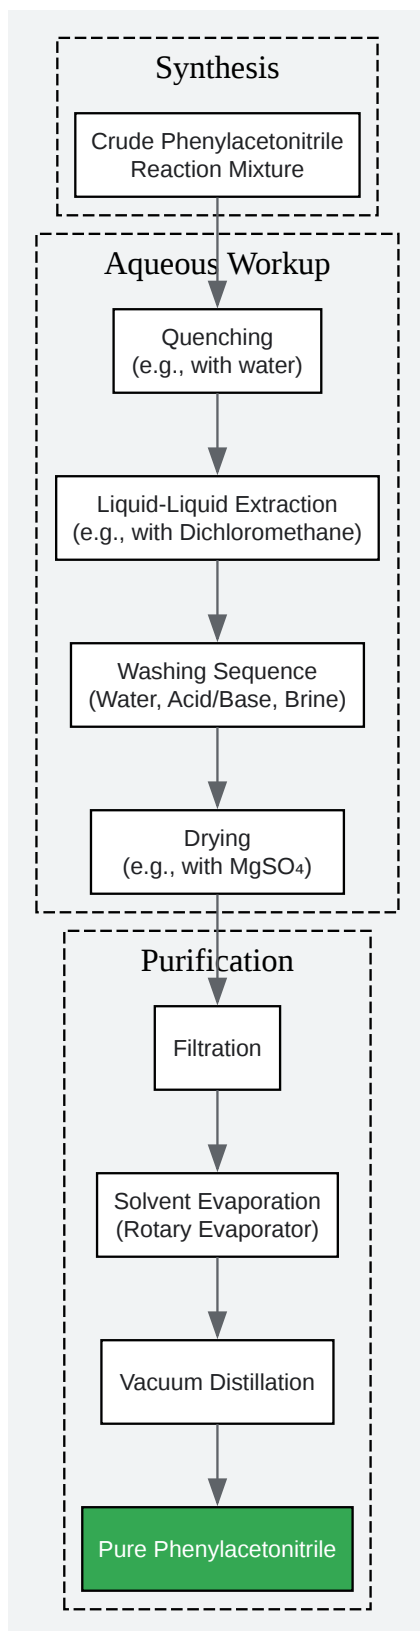 Synthesis
Crude Phenylacetonitrile
Reaction Mixture
Aqueous Workup
Quenching
(e.g., with water)
Liquid-Liquid Extraction
(e.g., with Dichloromethane)
Washing Sequence
(Water, Acid/Base, Brine)
Drying
(e.g., with MgSO₄)
Purification
Filtration
Solvent Evaporation
(Rotary Evaporator)
Vacuum Distillation
Pure Phenylacetonitrile